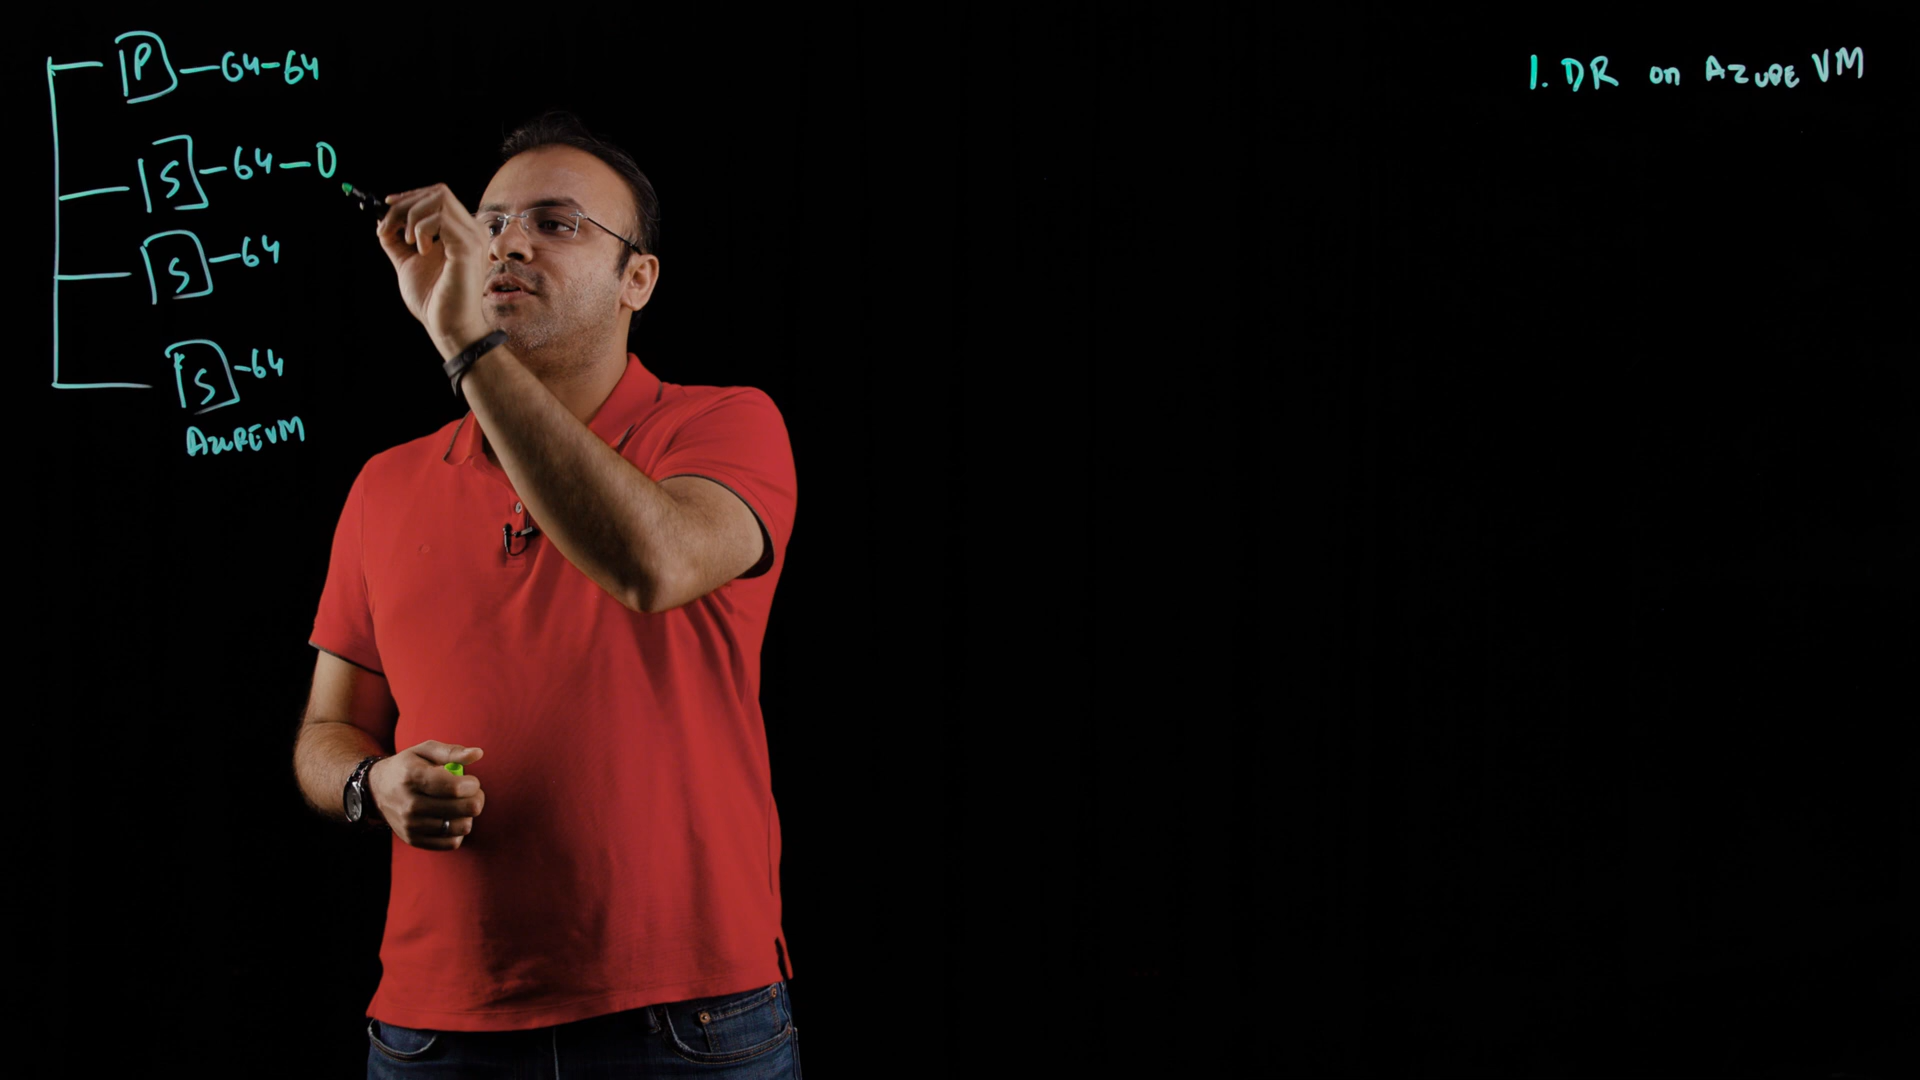 P - 64 - 64
S - 64 - 0
S - 64
S - 64
AZUREVM
1. DR on AZURE VM